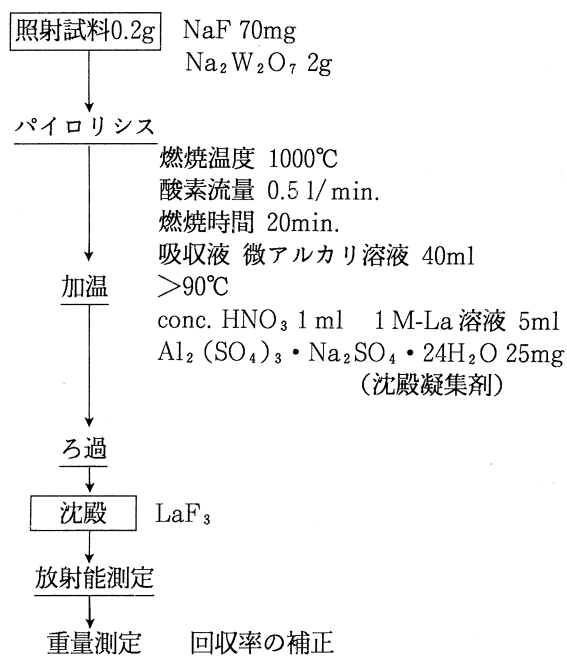 照射試料0.2g NaF 70mg
Na₂W₂O₇ 2g
パイロリシス
燃焼温度 1000℃
酸素流量 0.5 l/min.
燃焼時間 20min.
吸収液 微アルカリ溶液 40ml
加温 >90℃
conc. HNO₃ 1 ml 1 M-La溶液 5ml
Al₂(SO₄)₃・Na₂SO₄・24H₂O 25mg
(沈殿凝集剤)
ろ過
沈殿 LaF₃
放射能測定
重量測定 回収率の補正